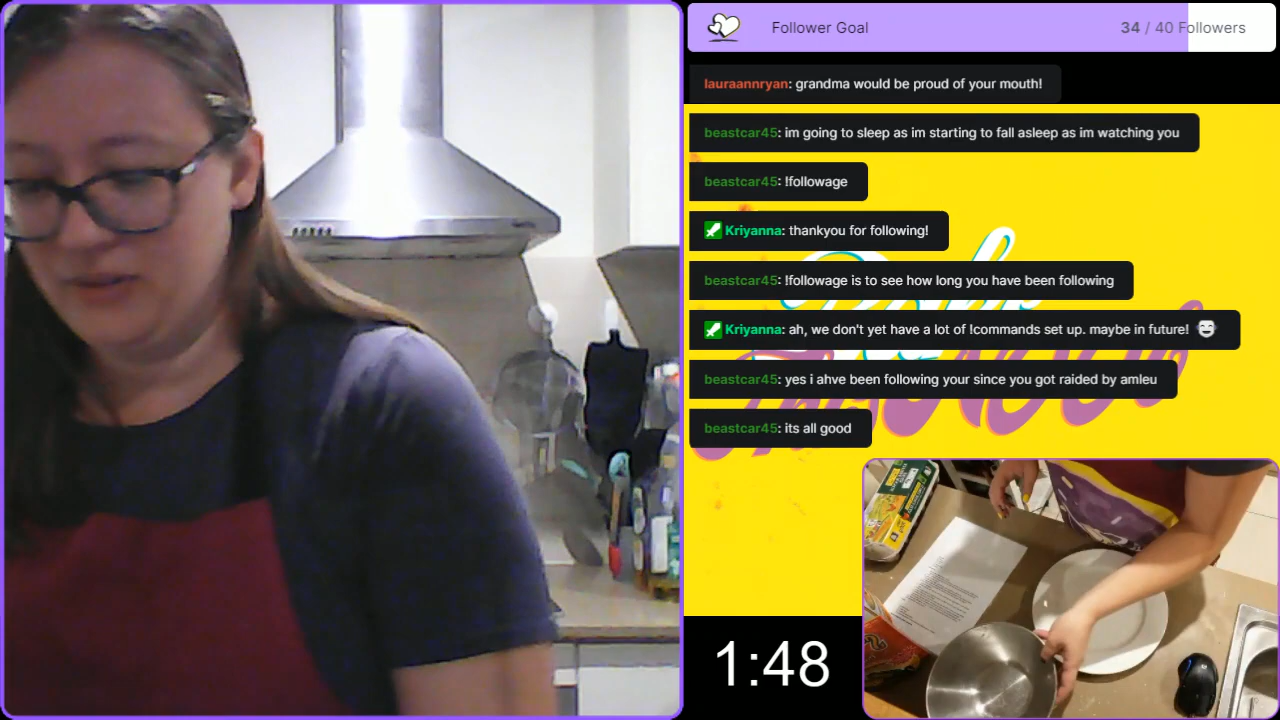 Follower Goal
34 / 40 Followers
lauraannryan: grandma would be proud of your mouth!
beastcar45: im going to sleep as im starting to fall asleep as im watching you
beastcar45: !followage
Kriyanna: thankyou for following!
beastcar45: !followage is to see how long you have been following
Kriyanna: ah, we don't yet have a lot of !commands set up. maybe in future!
beastcar45: yes i ahve been following your since you got raided by amleu
beastcar45: its all good
1:48